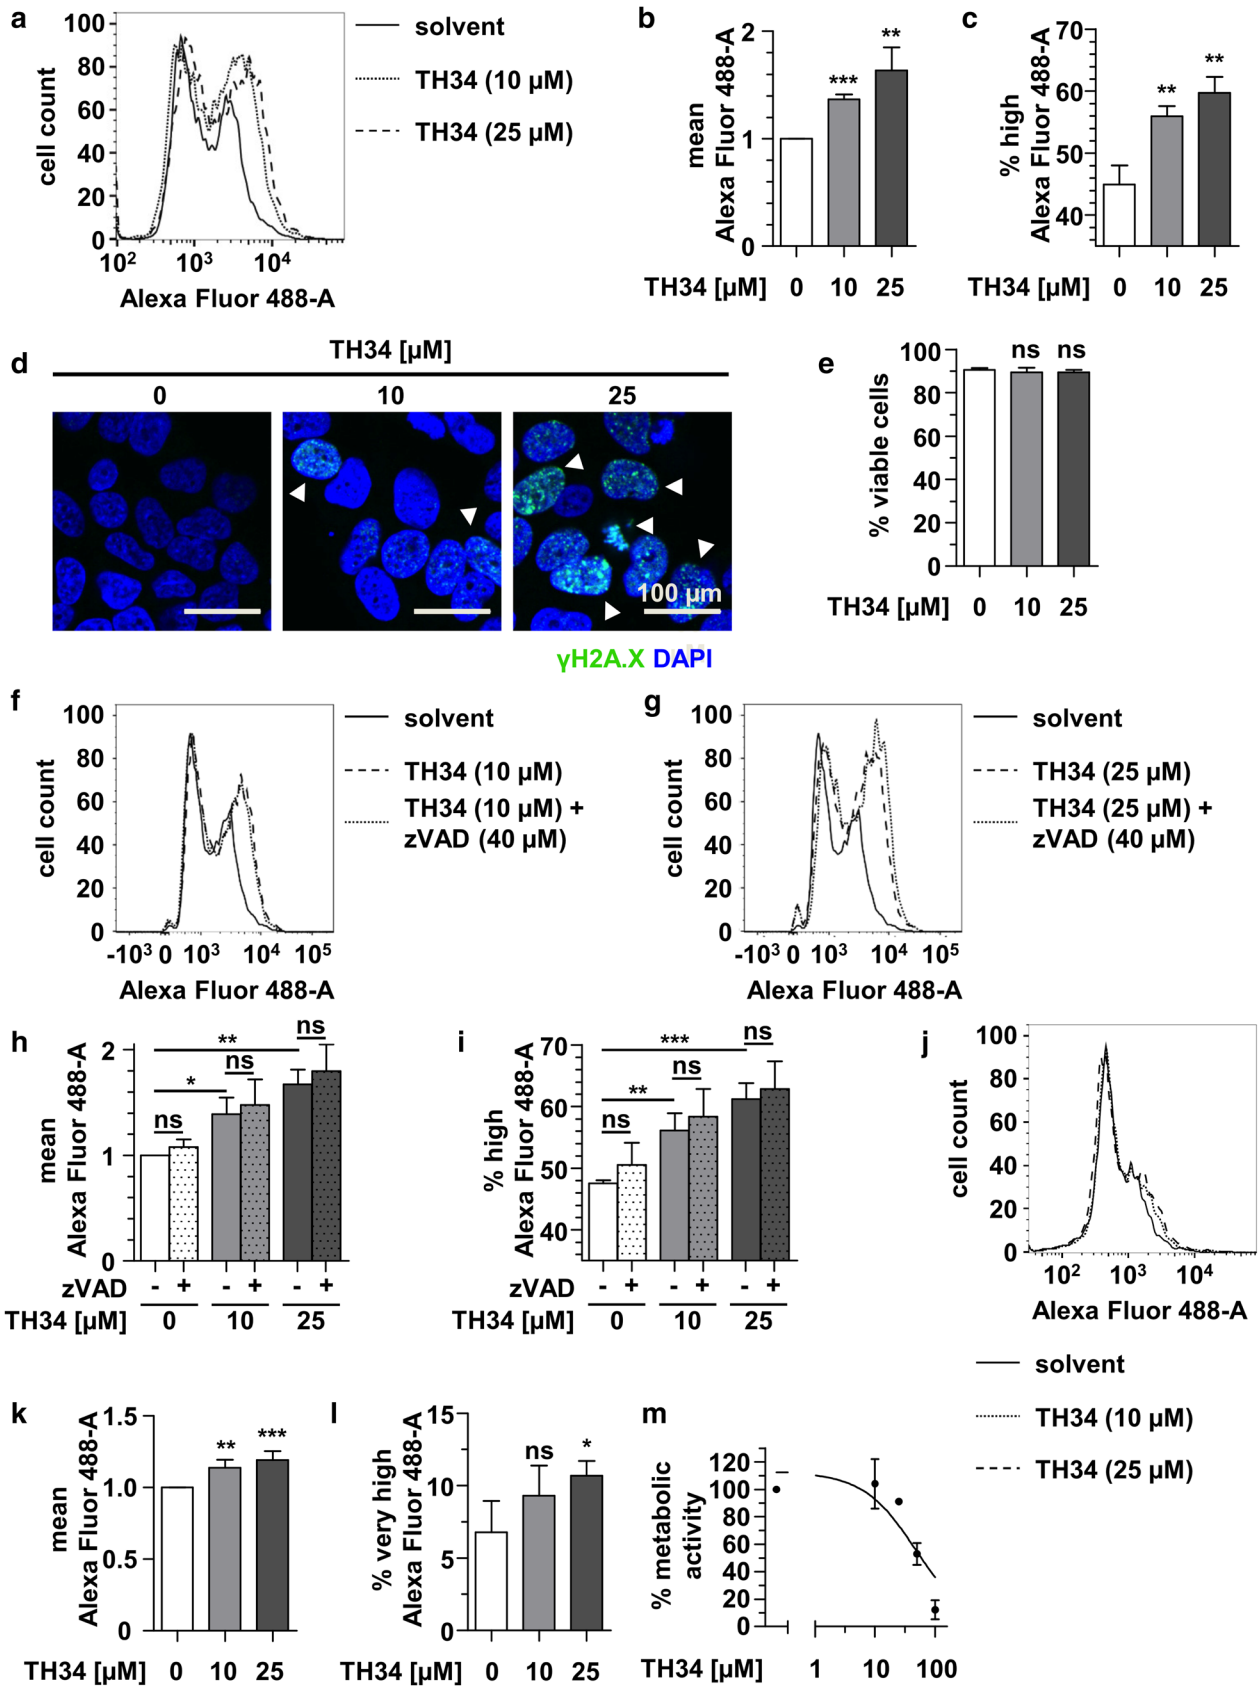 a
100
80
60
40
20
0
cell count
10² 10³ 10⁴
Alexa Fluor 488-A
solvent
TH34 (10 µM)
TH34 (25 µM)
b
mean
Alexa Fluor 488-A
2
1
0
***
**
TH34 [µM] 0 10 25
c
% high
Alexa Fluor 488-A
70
60
50
40
**
**
TH34 [µM] 0 10 25
d
TH34 [µM]
0 10 25
100 µm
γH2A.X DAPI
e
% viable cells
100
80
60
40
20
0
ns ns
TH34 [µM] 0 10 25
f
cell count
100
80
60
40
20
0
-10³ 0 10³ 10⁴ 10⁵
Alexa Fluor 488-A
solvent
TH34 (10 µM)
TH34 (10 µM) +
zVAD (40 µM)
g
cell count
100
80
60
40
20
0
-10³ 0 10³ 10⁴ 10⁵
Alexa Fluor 488-A
solvent
TH34 (25 µM)
TH34 (25 µM) +
zVAD (40 µM)
h
mean
Alexa Fluor 488-A
2
1
0
ns
**
ns
*
ns
zVAD - + - + - +
TH34 [µM] 0 10 25
i
% high
Alexa Fluor 488-A
70
60
50
40
ns
***
ns
**
ns
zVAD - + - + - +
TH34 [µM] 0 10 25
j
cell count
100
80
60
40
20
0
10² 10³ 10⁴
Alexa Fluor 488-A
solvent
TH34 (10 µM)
TH34 (25 µM)
k
mean
Alexa Fluor 488-A
1.5
1.0
0.5
0
**
***
TH34 [µM] 0 10 25
l
% very high
Alexa Fluor 488-A
15
10
5
0
ns
*
TH34 [µM] 0 10 25
m
% metabolic
activity
120
100
80
60
40
20
0
TH34 [µM] 1 10 100